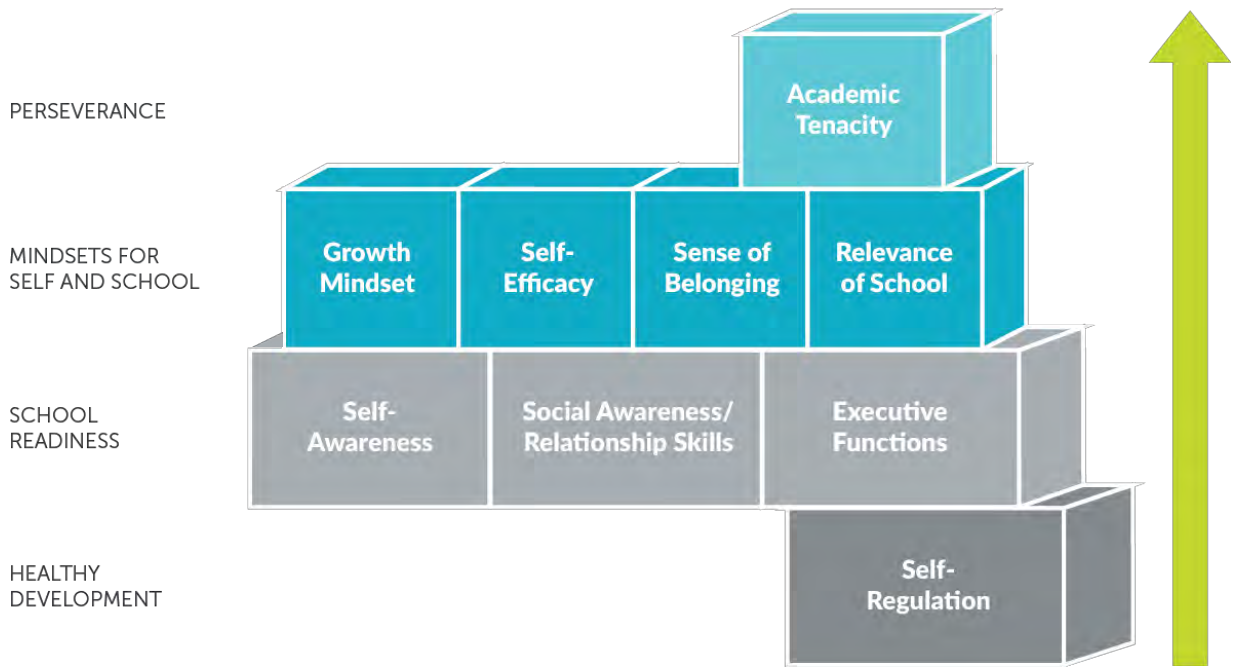 PERSEVERANCE
Academic
Tenacity
MINDSETS FOR
SELF AND SCHOOL
Growth
Mindset
Self-
Efficacy
Sense of
Belonging
Relevance
of School
SCHOOL
READINESS
Self-
Awareness
Social Awareness/
Relationship Skills
Executive
Functions
HEALTHY
DEVELOPMENT
Self-
Regulation